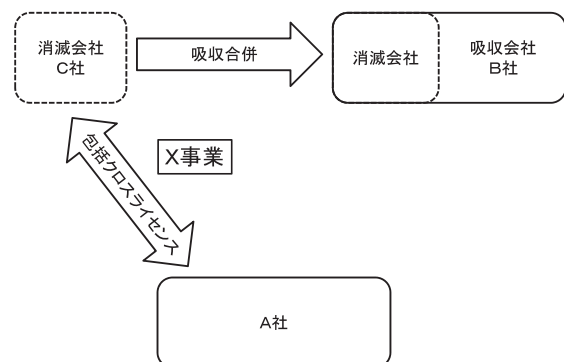 消滅会社
C社
吸収合併
消滅会社
吸収会社
B社
包括クロスライセンス
X事業
A社